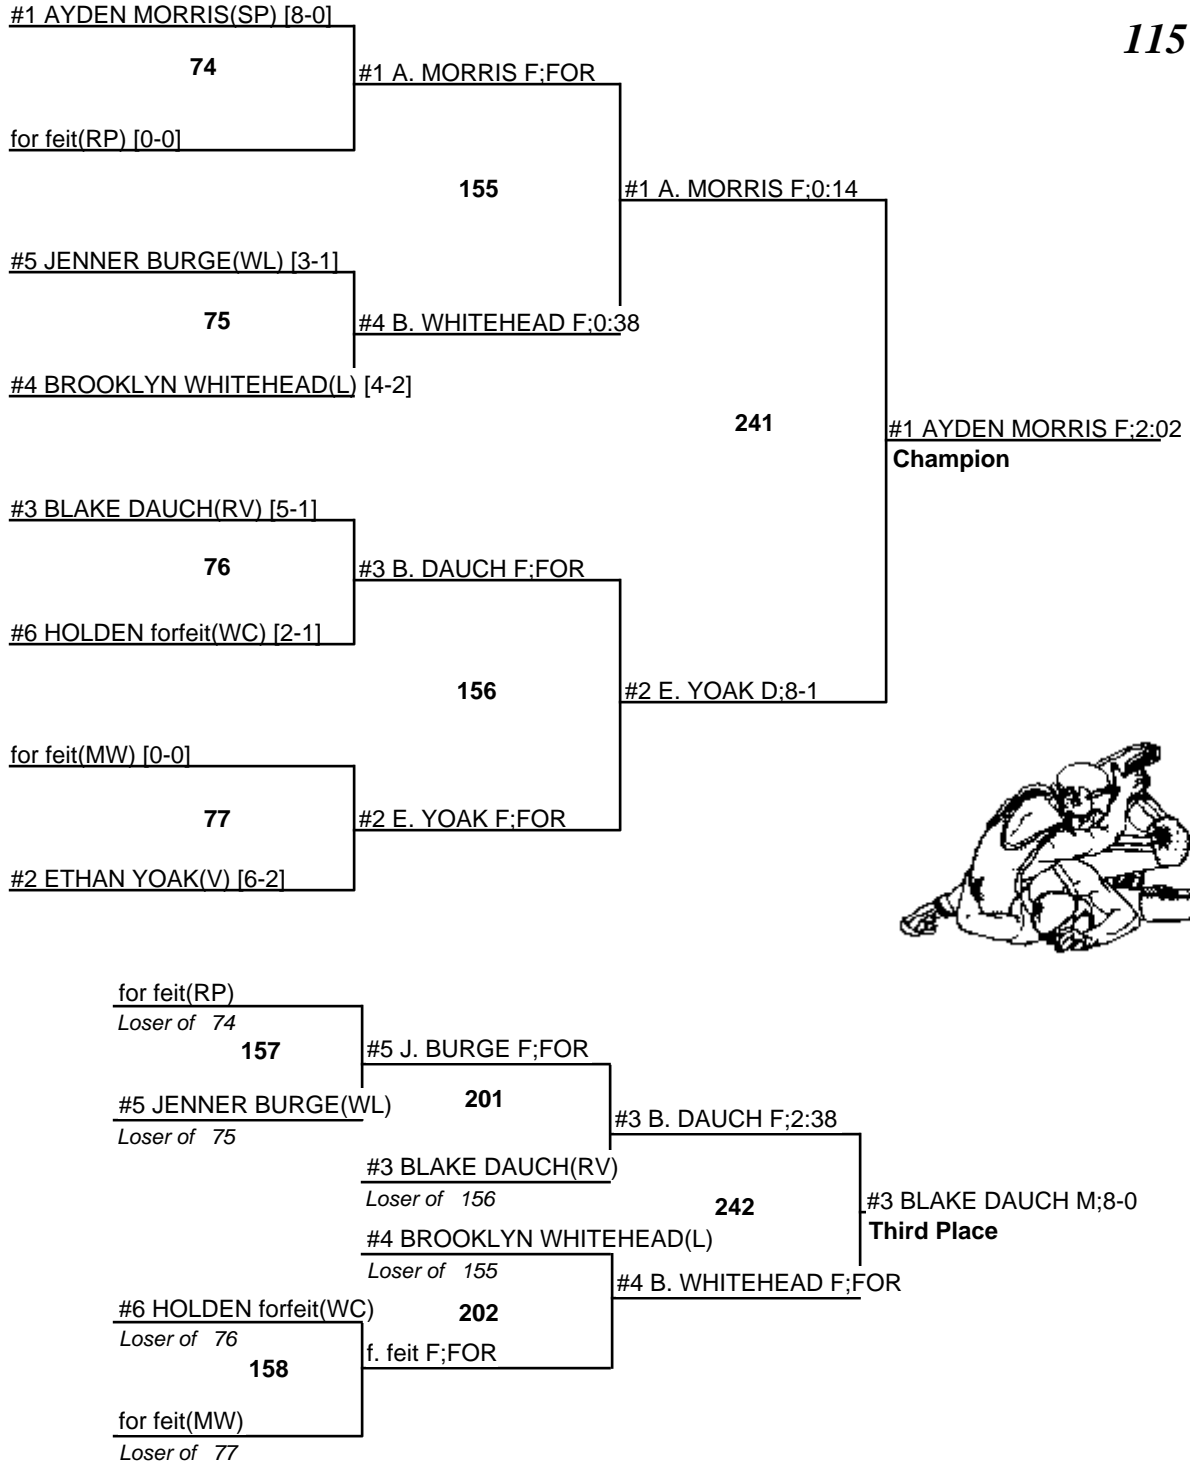 #1 AYDEN MORRIS(SP) [8-0]
115
74
#1 A. MORRIS F;FOR
for feit(RP) [0-0]
155
#1 A. MORRIS F;0:14
#5 JENNER BURGE(WL) [3-1]
75
#4 B. WHITEHEAD F;0:38
#4 BROOKLYN WHITEHEAD(L) [4-2]
241
#1 AYDEN MORRIS F;2:02
Champion
#3 BLAKE DAUCH(RV) [5-1]
76
#3 B. DAUCH F;FOR
#6 HOLDEN forfeit(WC) [2-1]
156
#2 E. YOAK D;8-1
for feit(MW) [0-0]
77
#2 E. YOAK F;FOR
#2 ETHAN YOAK(V) [6-2]
for feit(RP)
Loser of 74
157
#5 J. BURGE F;FOR
#5 JENNER BURGE(WL)
Loser of 75
201
#3 B. DAUCH F;2:38
#3 BLAKE DAUCH(RV)
Loser of 156
242
#3 BLAKE DAUCH M;8-0
Third Place
#4 BROOKLYN WHITEHEAD(L)
Loser of 155
#4 B. WHITEHEAD F;FOR
#6 HOLDEN forfeit(WC)
Loser of 76
202
f. feit F;FOR
158
for feit(MW)
Loser of 77